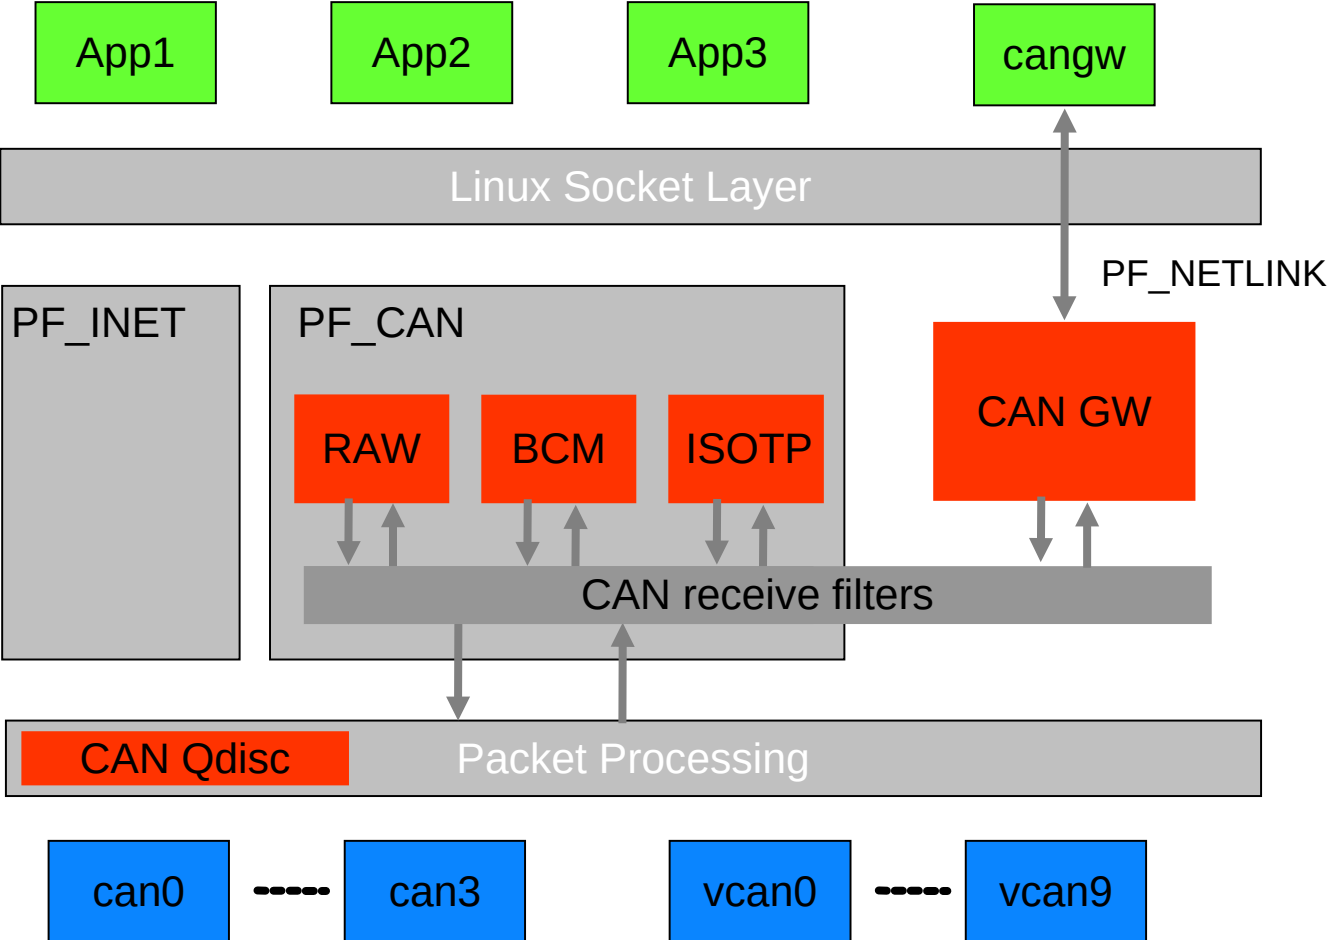 App1
App2
App3
cangw
Linux Socket Layer
PF_NETLINK
PF_INET
PF_CAN
RAW
BCM
ISOTP
CAN GW
CAN receive filters
CAN Qdisc
Packet Processing
can0
can3
vcan0
vcan9